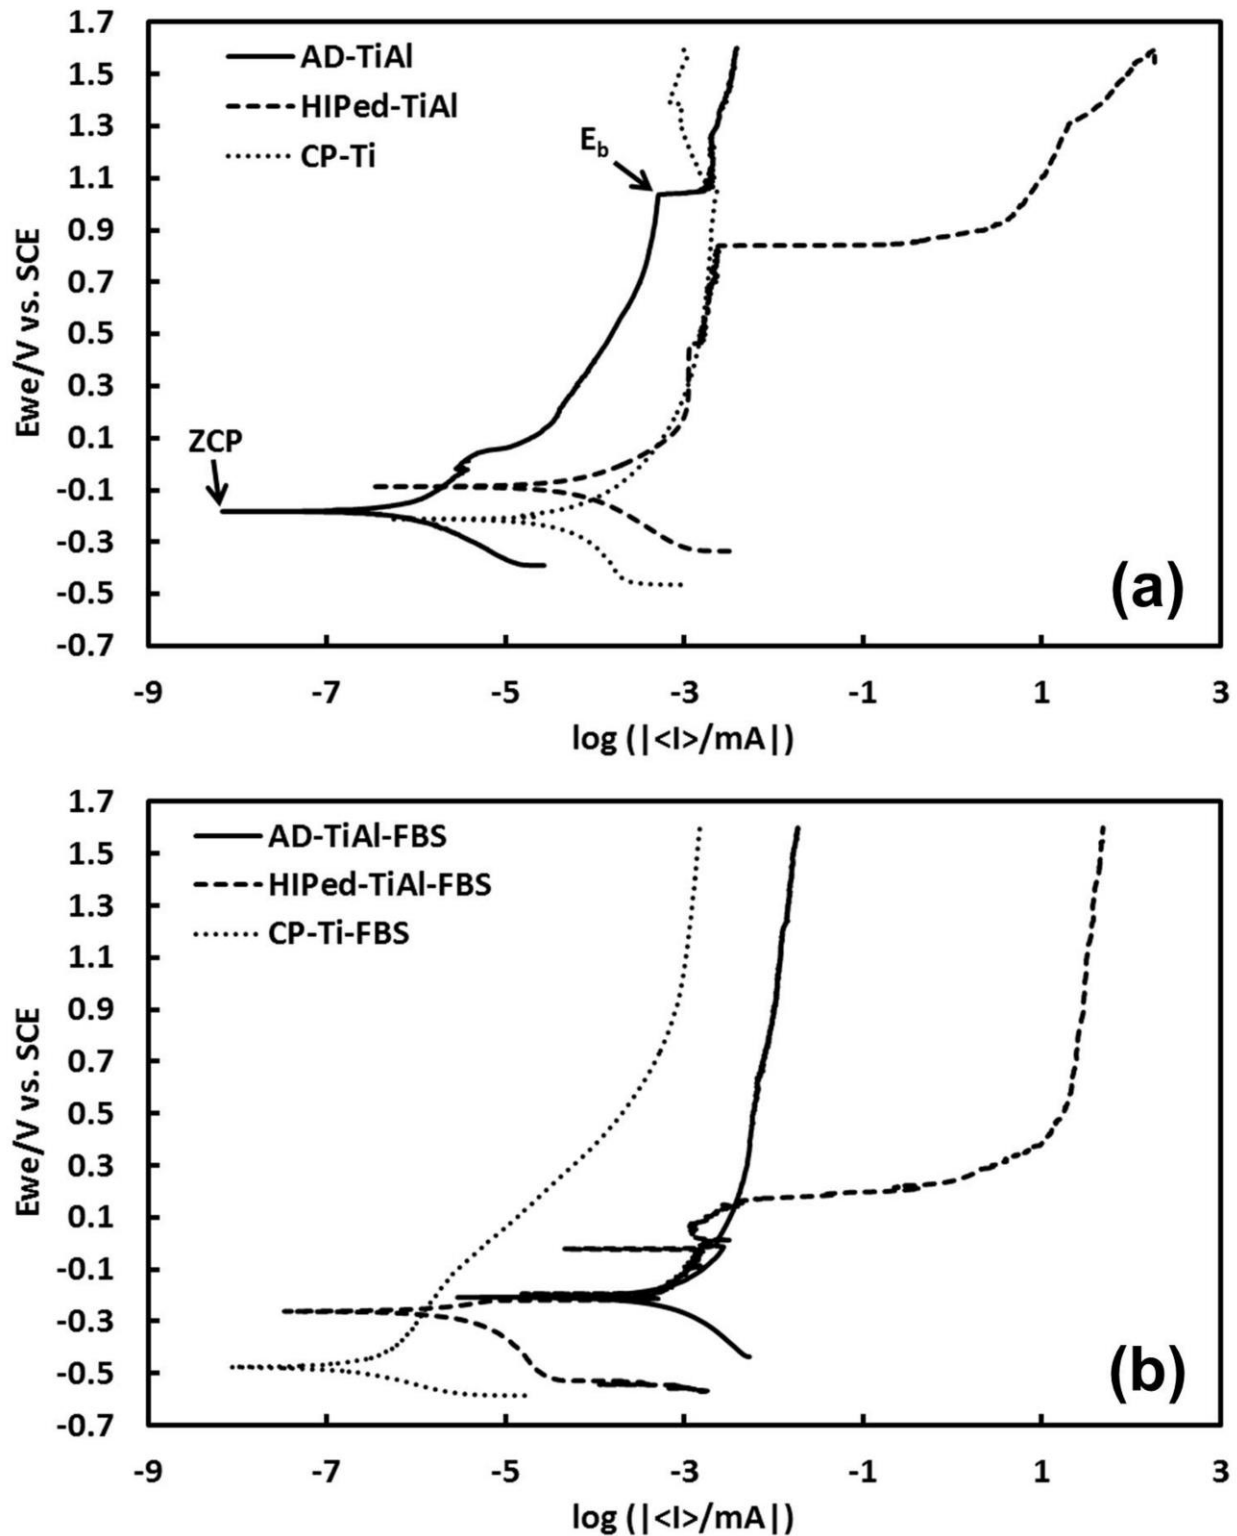 1.7
1.5
1.3
1.1
0.9
0.7
0.5
0.3
0.1
-0.1
-0.3
-0.5
-0.7
Ewe/V vs. SCE
AD-TiAl
HIPed-TiAl
CP-Ti
Eb
ZCP
(a)
-9 -7 -5 -3 -1 1 3
log (|<I>/mA|)
1.7
1.5
1.3
1.1
0.9
0.7
0.5
0.3
0.1
-0.1
-0.3
-0.5
-0.7
Ewe/V vs. SCE
AD-TiAl-FBS
HIPed-TiAl-FBS
CP-Ti-FBS
(b)
-9 -7 -5 -3 -1 1 3
log (|<I>/mA|)